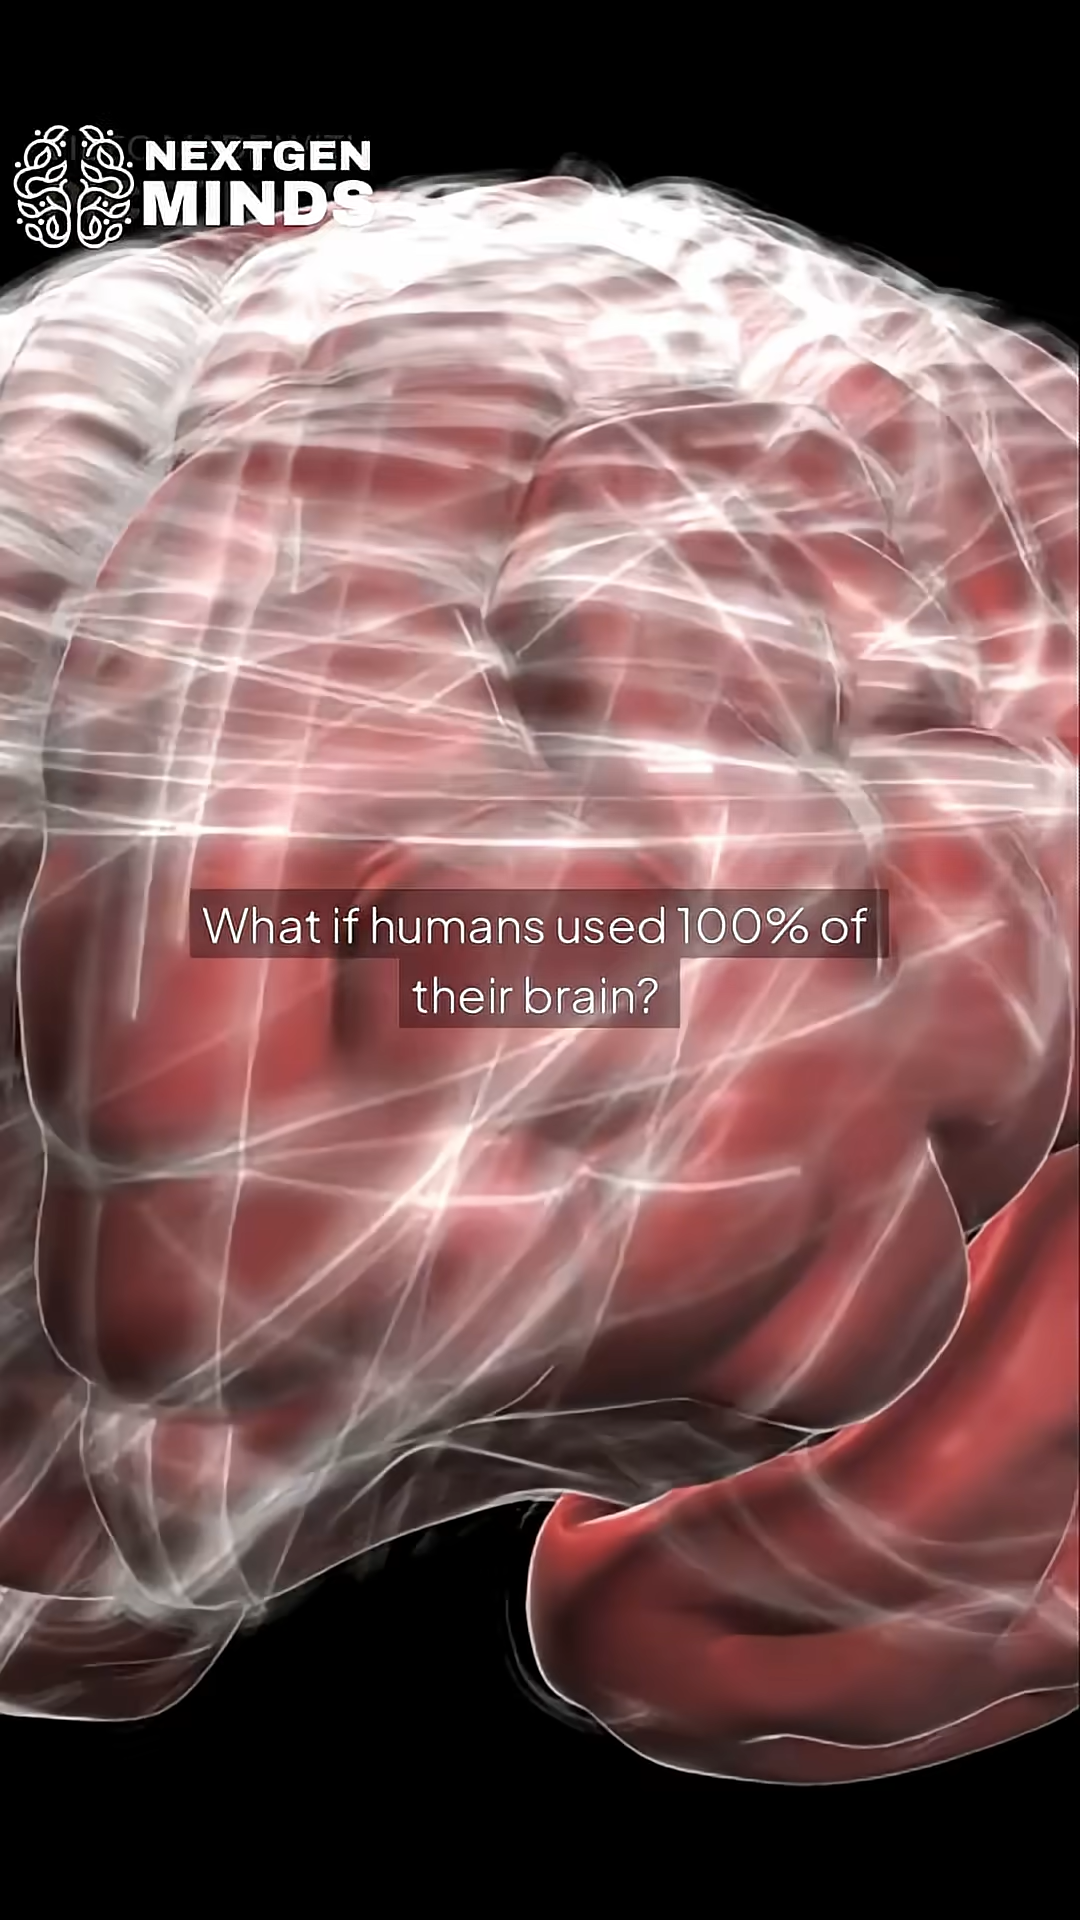 NEXTGEN
MINDS
What if humans used 100% of
their brain?